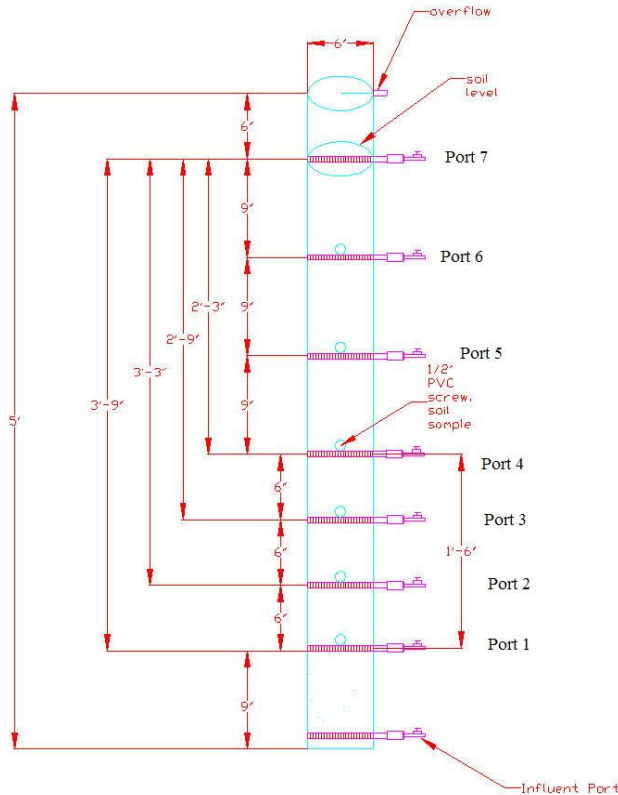 overflow
6"
soil
level
6"
Port 7
9"
Port 6
9"
2'-3"
2'-9"
3'-3"
3'-9"
5'
Port 5
1/2"
PVC
screw,
soil
sample
9"
Port 4
6"
Port 3
1'-6"
6"
Port 2
6"
Port 1
9"
Influent Port